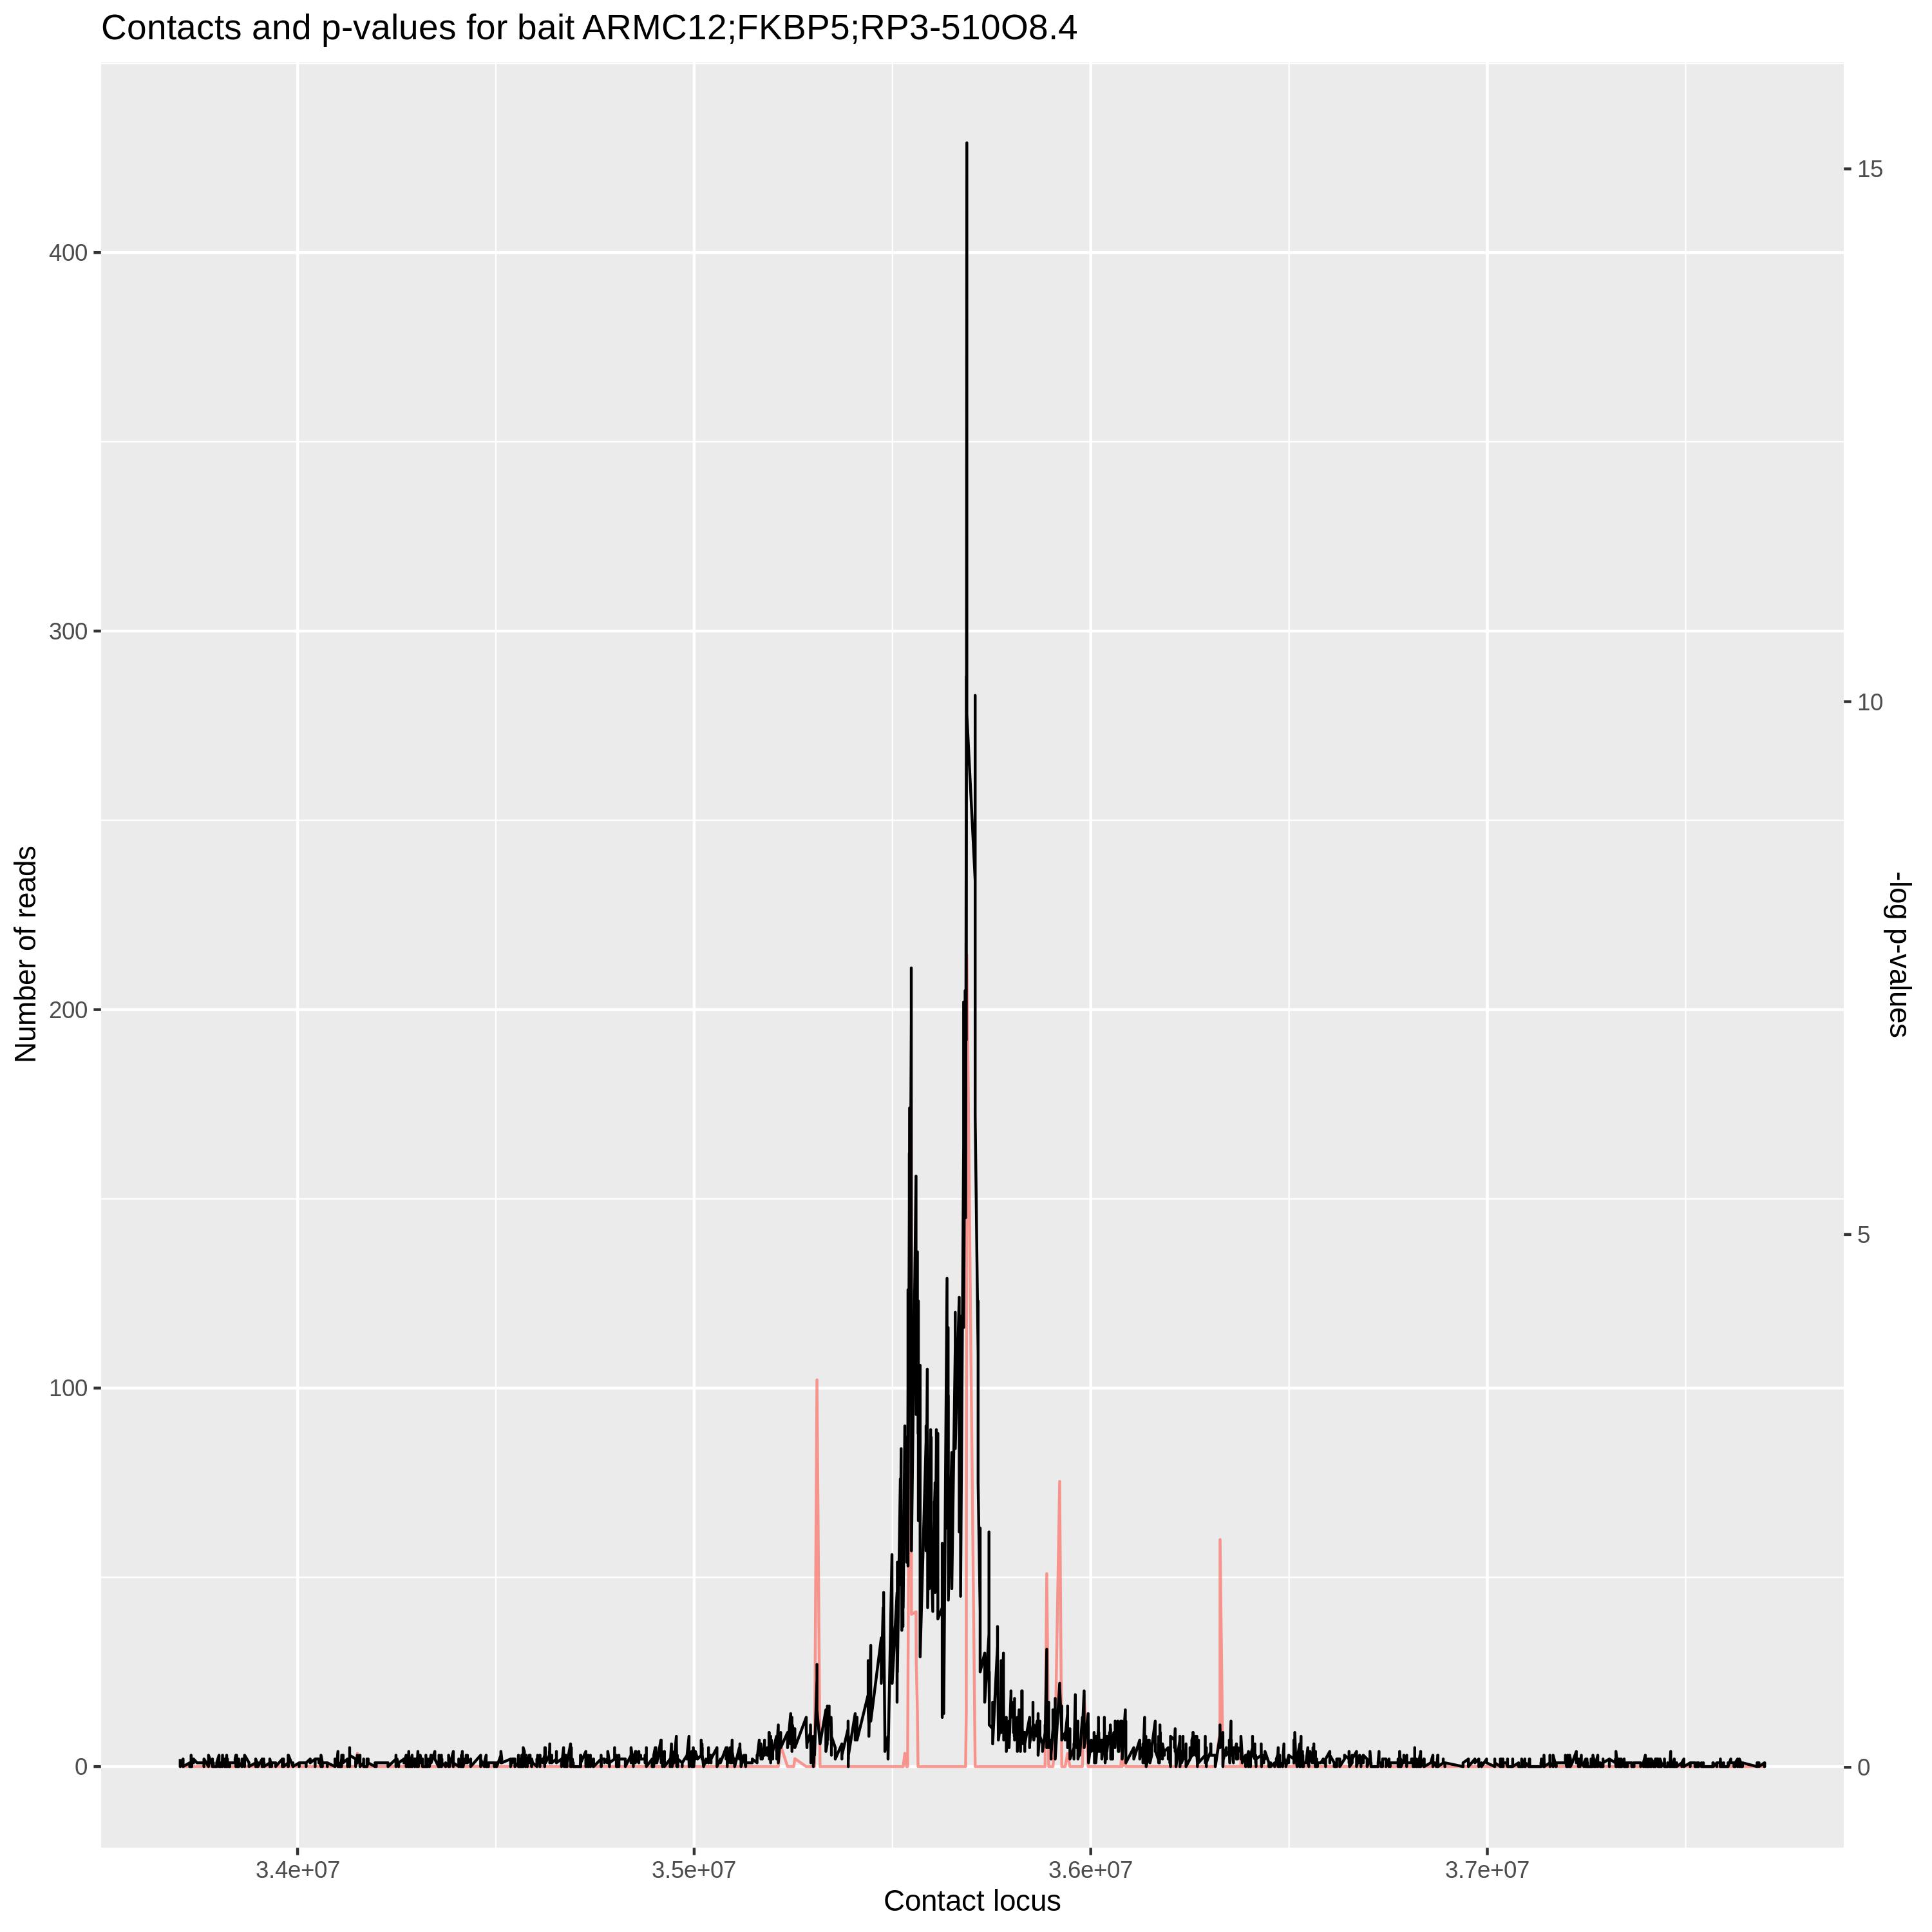 Contacts and p-values for bait ARMC12;FKBP5;RP3-510O8.4
Number of reads
400
300
200
100
0
15
10
5
0
-log p-values
3.4e+07
3.5e+07
3.6e+07
3.7e+07
Contact locus